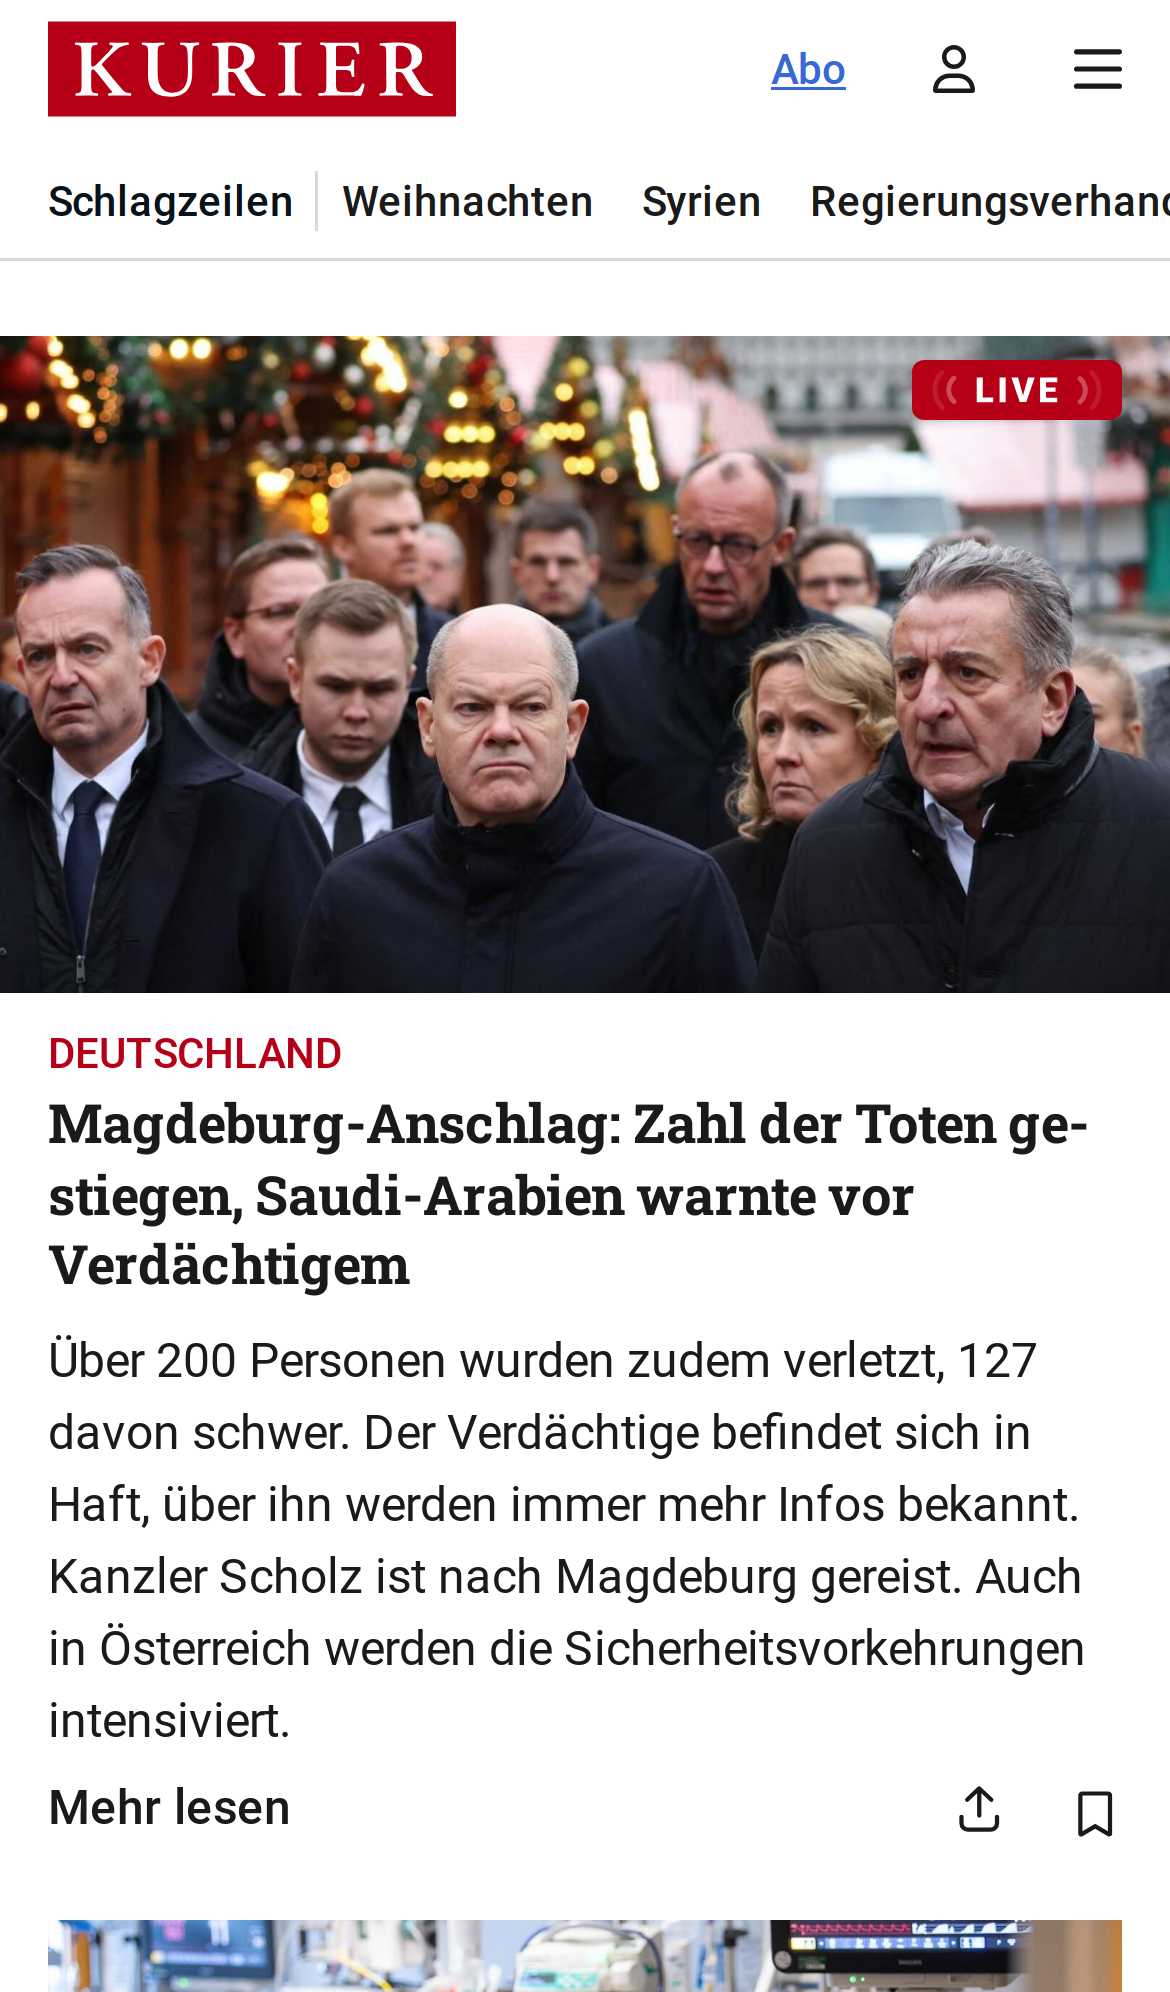 KURIER
Abo
Schlagzeilen
Weihnachten
Syrien
Regierungsverhand
LIVE
DEUTSCHLAND
Magdeburg-Anschlag: Zahl der Toten ge-
stiegen, Saudi-Arabien warnte vor
Verdächtigem
Über 200 Personen wurden zudem verletzt, 127
davon schwer. Der Verdächtige befindet sich in
Haft, über ihn werden immer mehr Infos bekannt.
Kanzler Scholz ist nach Magdeburg gereist. Auch
in Österreich werden die Sicherheitsvorkehrungen
intensiviert.
Mehr lesen